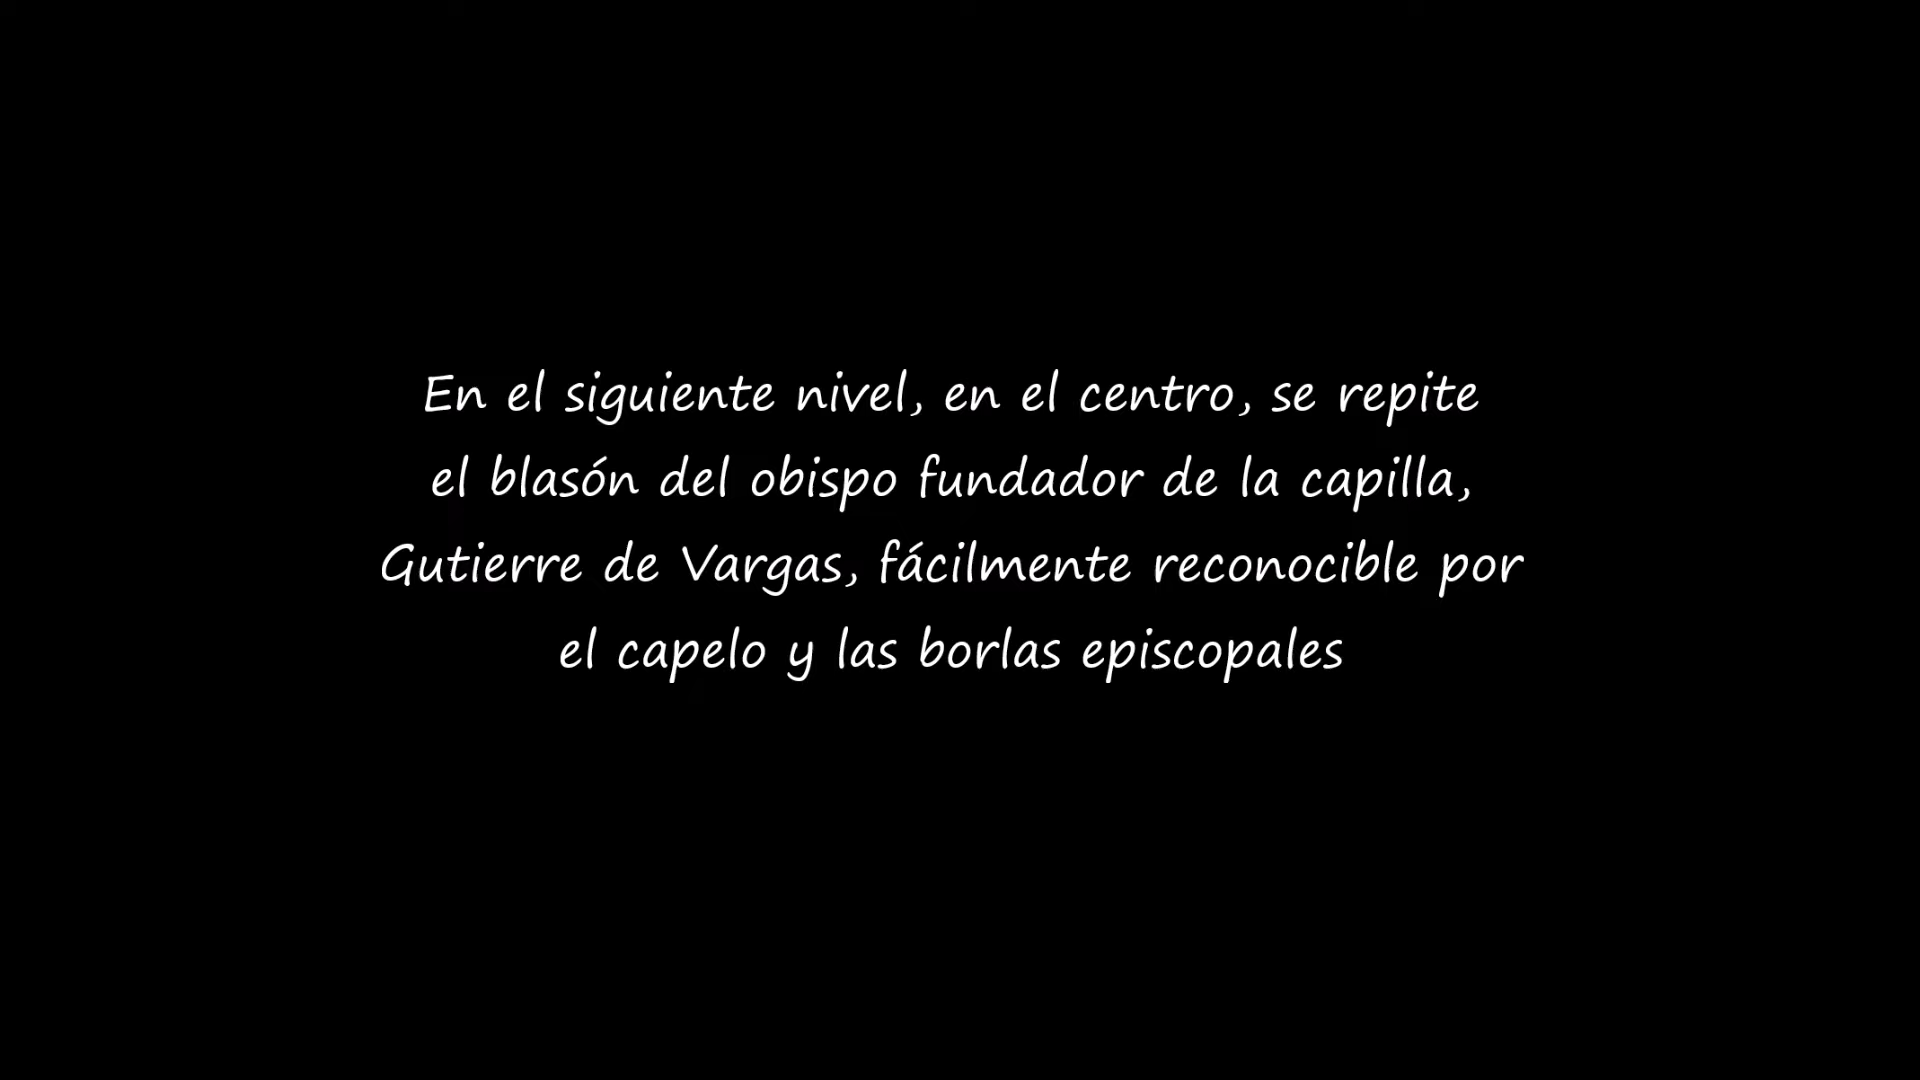 En el siguiente nivel, en el centro, se repite
el blasón del obispo fundador de la capilla,
Gutierre de Vargas, fácilmente reconocible por
el capelo y las borlas episcopales